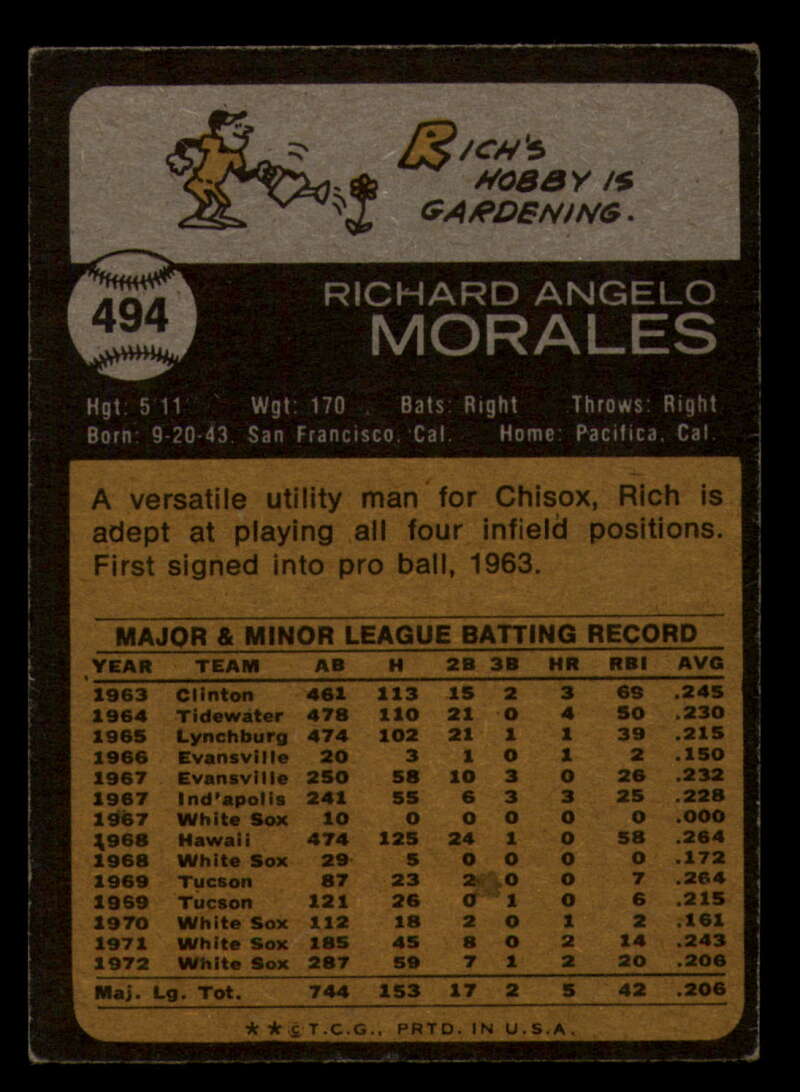 RICH'S
HOBBY IS
GARDENING.
494
RICHARD ANGELO
MORALES
Hgt: 5 11 Wgt: 170 Bats: Right Throws: Right
Born: 9-20-43. San Francisco, Cal. Home: Pacifica, Cal.
A versatile utility man for Chisox, Rich is
adept at playing all four infield positions.
First signed into pro ball, 1963.
MAJOR & MINOR LEAGUE BATTING RECORD
YEAR TEAM AB H 2B 3B HR RBI AVG
1963 Clinton 461 113 15 2 3 69 .245
1964 Tidewater 478 110 21 0 4 50 .230
1965 Lynchburg 474 102 21 1 1 39 .215
1966 Evansville 20 3 1 0 1 2 .150
1967 Evansville 250 58 10 3 0 26 .232
1967 Ind'apolis 241 55 6 3 3 25 .228
1967 White Sox 10 0 0 0 0 0 .000
1968 Hawaii 474 125 24 1 0 58 .264
1968 White Sox 29 5 0 0 0 0 .172
1969 Tucson 87 23 2 0 0 7 .264
1969 Tucson 121 26 0 1 0 6 .215
1970 White Sox 112 18 2 0 1 2 .161
1971 White Sox 185 45 8 0 2 14 .243
1972 White Sox 287 59 7 1 2 20 .206
Maj. Lg. Tot. 744 153 17 2 5 42 .206
**© T.C.G., PRTD. IN U.S.A.